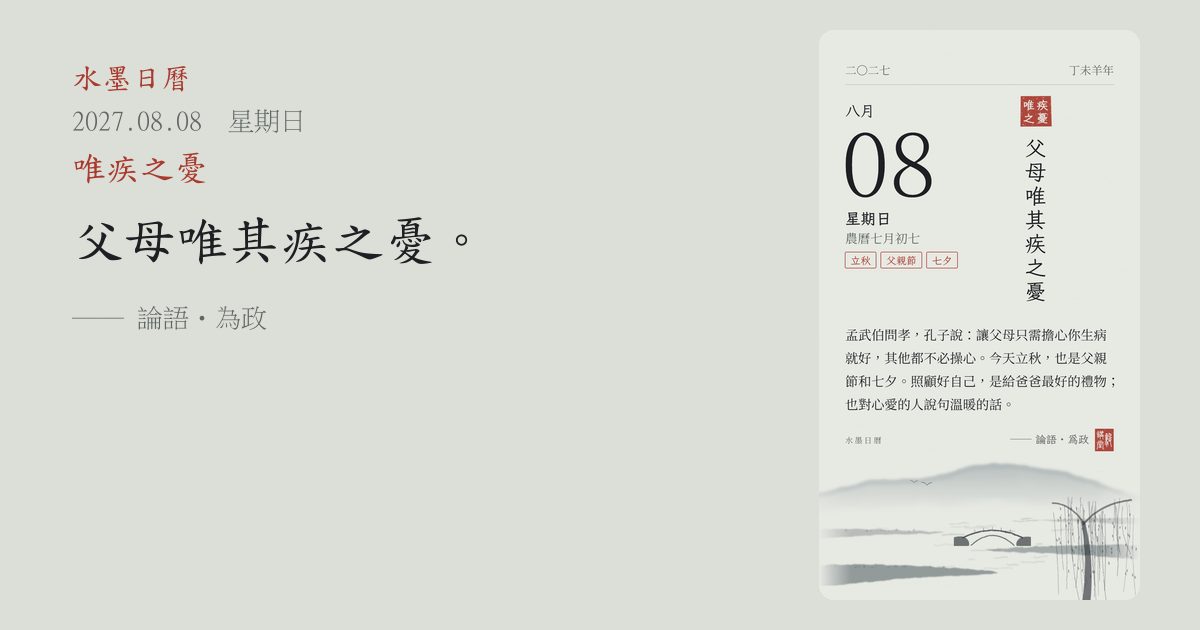 水墨日曆
2027.08.08　星期日
唯疾之憂
父母唯其疾之憂。
—— 論語・為政
二〇二七
丁未羊年
八月
08
星期日
農曆七月初七
立秋 父親節 七夕
唯疾之憂
父母唯其疾之憂
孟武伯問孝，孔子說：讓父母只需擔心你生病
就好，其他都不必操心。今天立秋，也是父親
節和七夕。照顧好自己，是給爸爸最好的禮物；
也對心愛的人說句溫暖的話。
水墨日曆
—— 論語・爲政